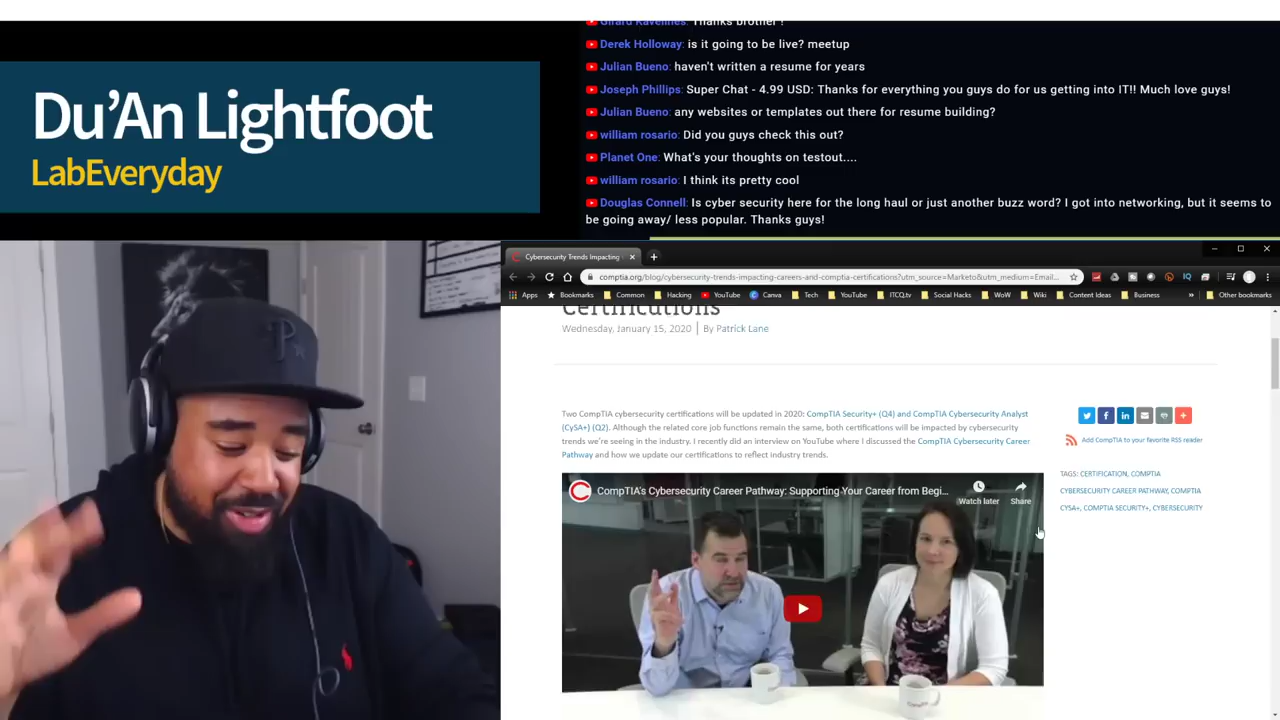 Girard Ravelines: Thanks brother !
Derek Holloway: is it going to be live? meetup
Julian Bueno: haven't written a resume for years
Joseph Phillips: Super Chat - 4.99 USD: Thanks for everything you guys do for us getting into IT!! Much love guys!
Julian Bueno: any websites or templates out there for resume building?
william rosario: Did you guys check this out?
Planet One: What's your thoughts on testout....
william rosario: I think its pretty cool
Douglas Connell: Is cyber security here for the long haul or just another buzz word? I got into networking, but it seems to
be going away/ less popular. Thanks guys!
Du'An Lightfoot
LabEveryday
Cybersecurity Trends Impacting
comptia.org/blog/cybersecurity-trends-impacting-careers-and-comptia-certifications?utm_source=Marketo&utm_medium=Email...
Apps Bookmarks Common Hacking YouTube Canva Tech YouTube ITCQ.tv Social Hacks WoW Wiki Content Ideas Business » Other bookmarks
Certifications
Wednesday, January 15, 2020 | By Patrick Lane
Two CompTIA cybersecurity certifications will be updated in 2020: CompTIA Security+ (Q4) and CompTIA Cybersecurity Analyst
(CySA+) (Q2). Although the related core job functions remain the same, both certifications will be impacted by cybersecurity
trends we're seeing in the industry. I recently did an interview on YouTube where I discussed the CompTIA Cybersecurity Career
Pathway and how we update our certifications to reflect industry trends.
Add CompTIA to your favorite RSS reader
TAGS: CERTIFICATION, COMPTIA
CYBERSECURITY CAREER PATHWAY, COMPTIA
CYSA+, COMPTIA SECURITY+, CYBERSECURITY
CompTIA's Cybersecurity Career Pathway: Supporting Your Career from Begi...
Watch later
Share